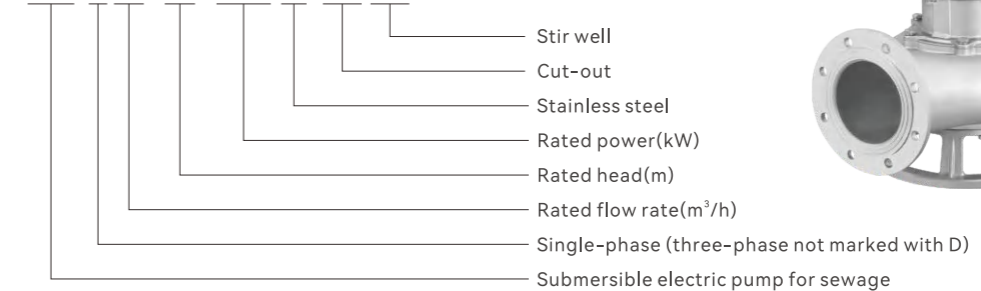 Stir well
Cut-out
Stainless steel
Rated power(kW)
Rated head(m)
Rated flow rate(m³/h)
Single-phase (three-phase not marked with D)
Submersible electric pump for sewage